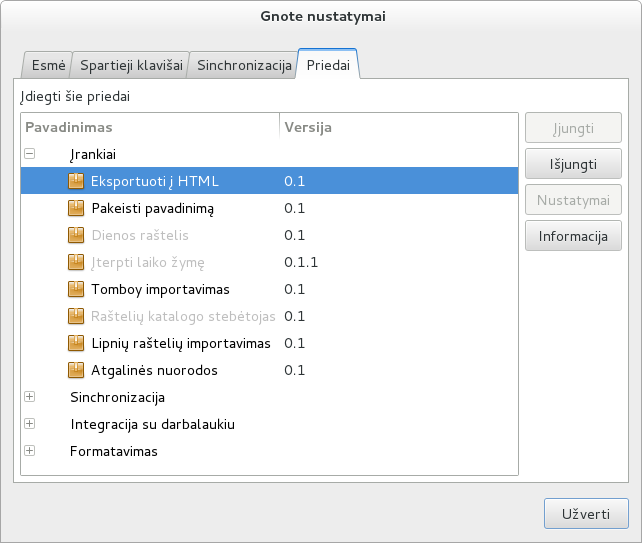 Gnote nustatymai
Esmė Spartieji klavišai Sinchronizacija Priedai
Įdiegti šie priedai
Pavadinimas Versija
Įrankiai
Eksportuoti į HTML 0.1
Pakeisti pavadinimą 0.1
Dienos raštelis 0.1
Įterpti laiko žymę 0.1.1
Tomboy importavimas 0.1
Raštelių katalogo stebėtojas 0.1
Lipnių raštelių importavimas 0.1
Atgalinės nuorodos 0.1
Sinchronizacija
Integracija su darbalaukiu
Formatavimas
Įjungti
Išjungti
Nustatymai
Informacija
Užverti